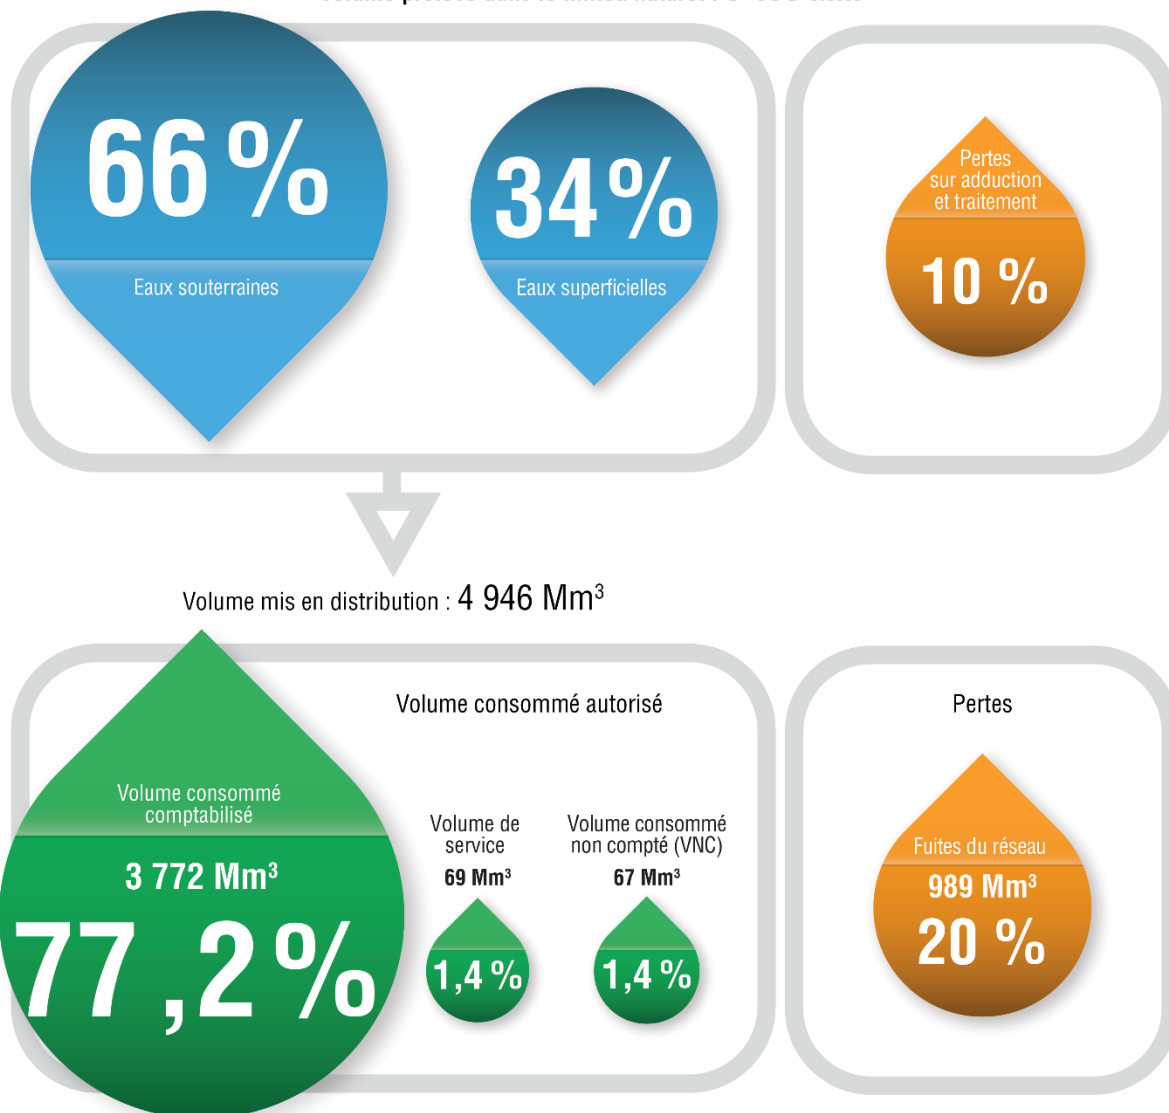 66 %
Eaux souterraines
34 %
Eaux superficielles
Pertes
sur adduction
et traitement
10 %
Volume mis en distribution : 4 946 Mm³
Volume consommé autorisé
Volume consommé
comptabilisé
3 772 Mm³
77 ,2 %
Volume de
service
69 Mm³
1,4 %
Volume consommé
non compté (VNC)
67 Mm³
1,4 %
Pertes
Fuites du réseau
989 Mm³
20 %